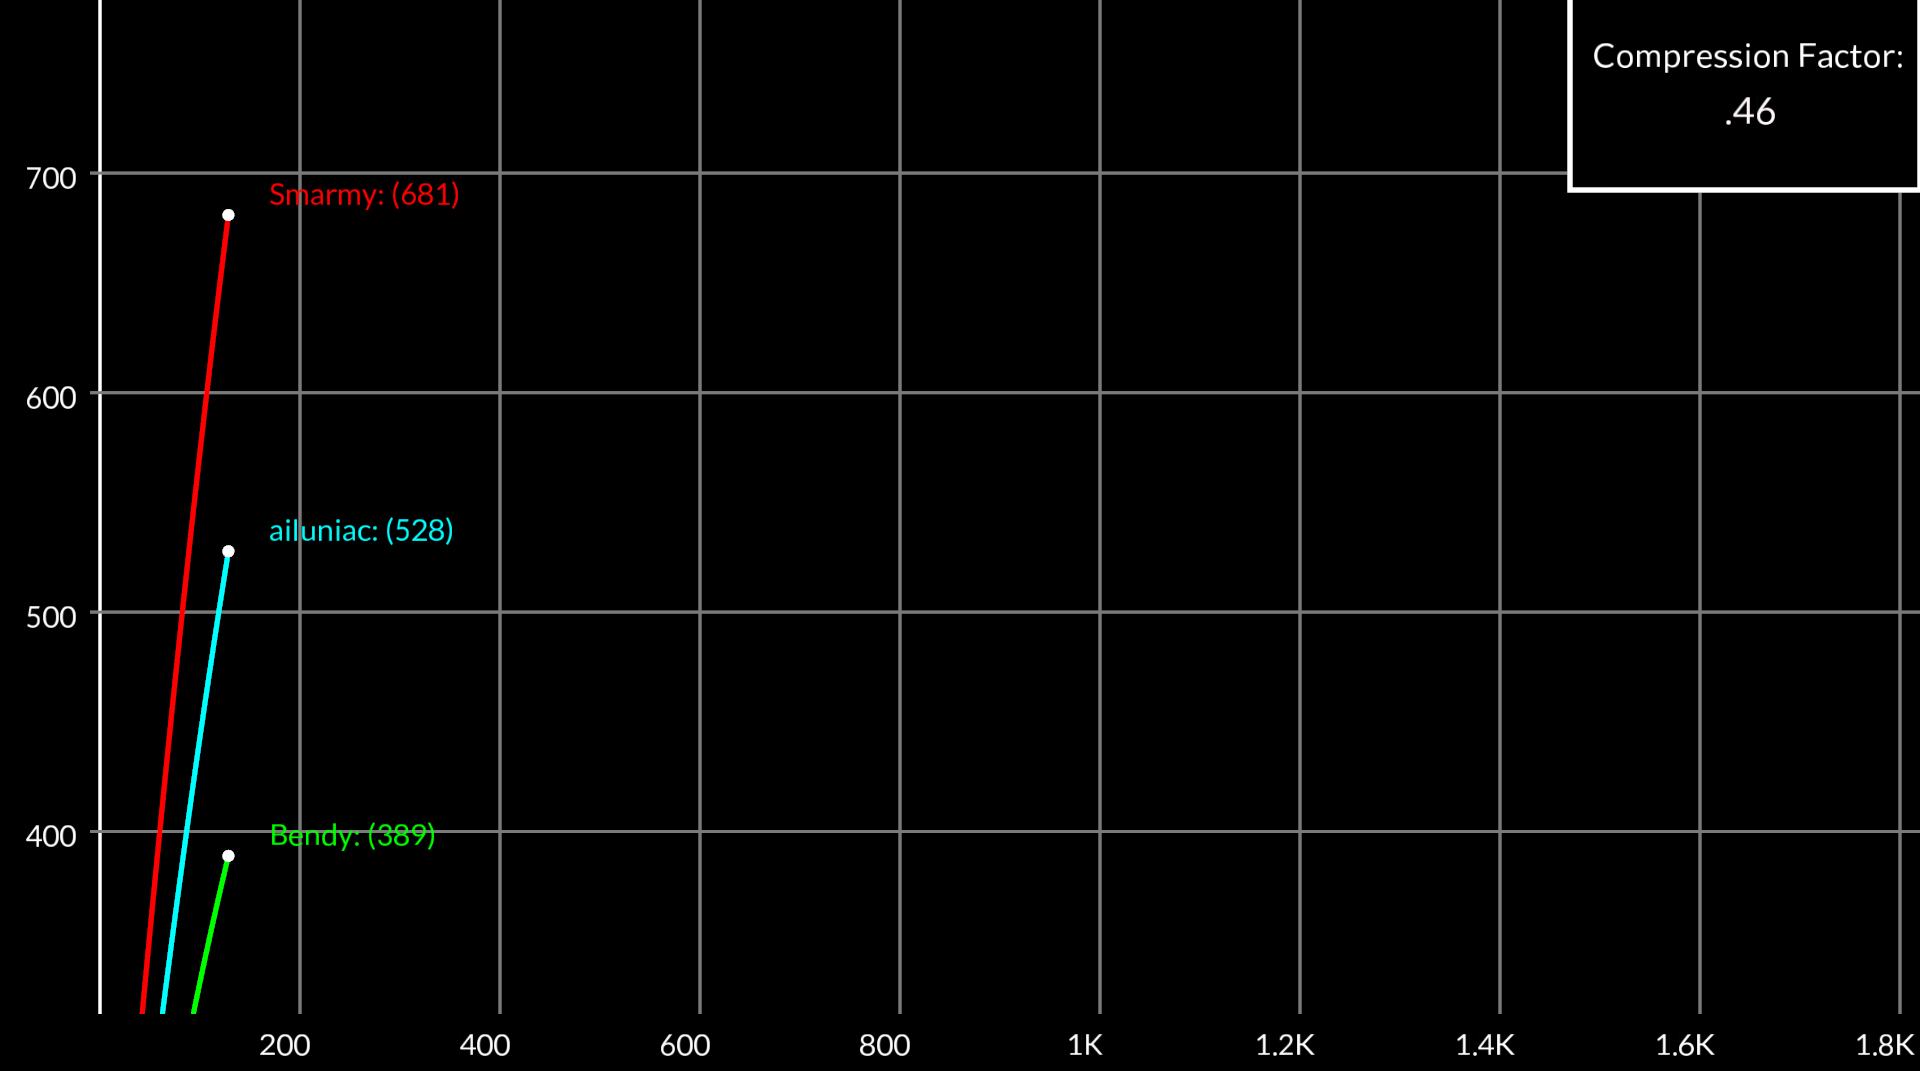 Compression Factor:
.46
700
Smarmy: (681)
600
ailuniac: (528)
500
400
Bendy: (389)
200
400
600
800
1K
1.2K
1.4K
1.6K
1.8K